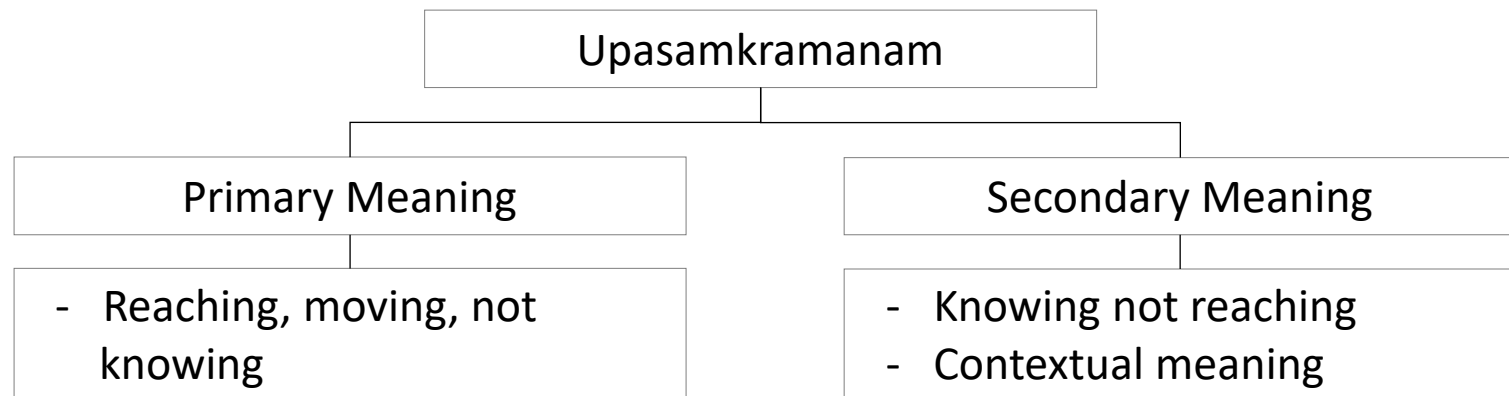 Upasamkramanam
Primary Meaning
Secondary Meaning
- Reaching, moving, not
knowing
- Knowing not reaching
- Contextual meaning